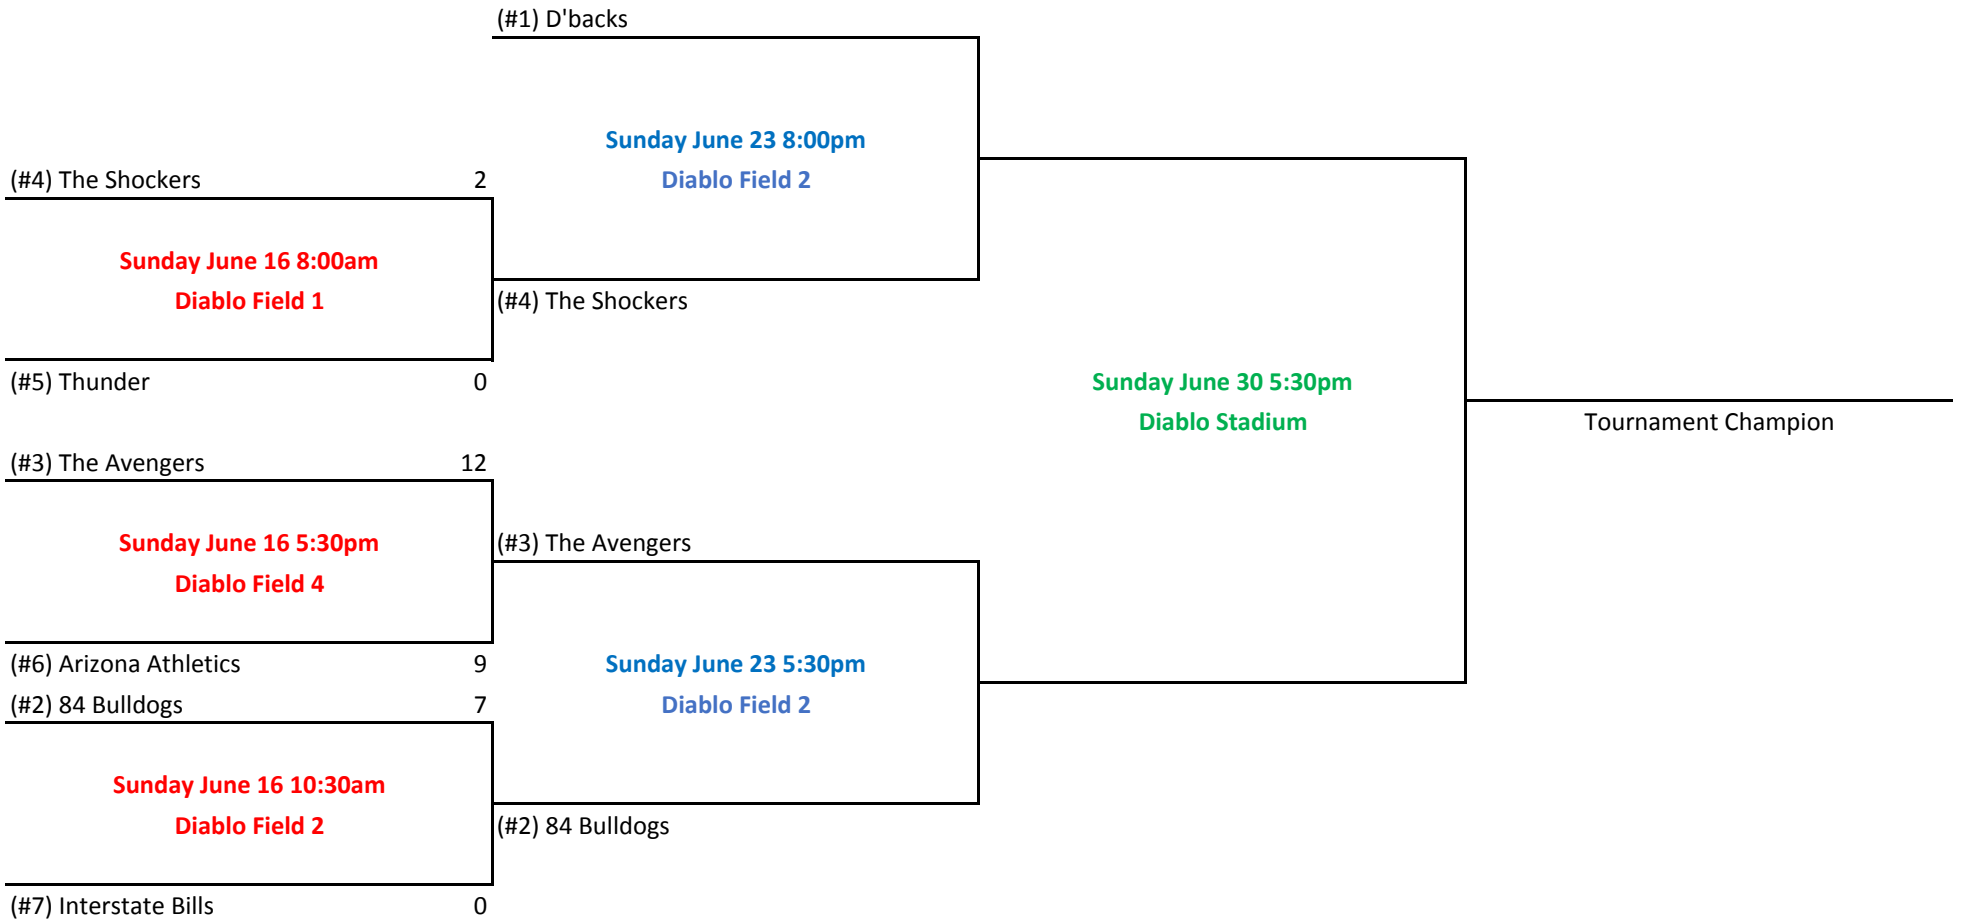 (#1) D'backs
Sunday June 23 8:00pm
Diablo Field 2
(#4) The Shockers 2
Sunday June 16 8:00am
Diablo Field 1
(#4) The Shockers
(#5) Thunder 0
Sunday June 30 5:30pm
Diablo Stadium
Tournament Champion
(#3) The Avengers 12
Sunday June 16 5:30pm
Diablo Field 4
(#3) The Avengers
(#6) Arizona Athletics 9
Sunday June 23 5:30pm
Diablo Field 2
(#2) 84 Bulldogs 7
Sunday June 16 10:30am
Diablo Field 2
(#2) 84 Bulldogs
(#7) Interstate Bills 0